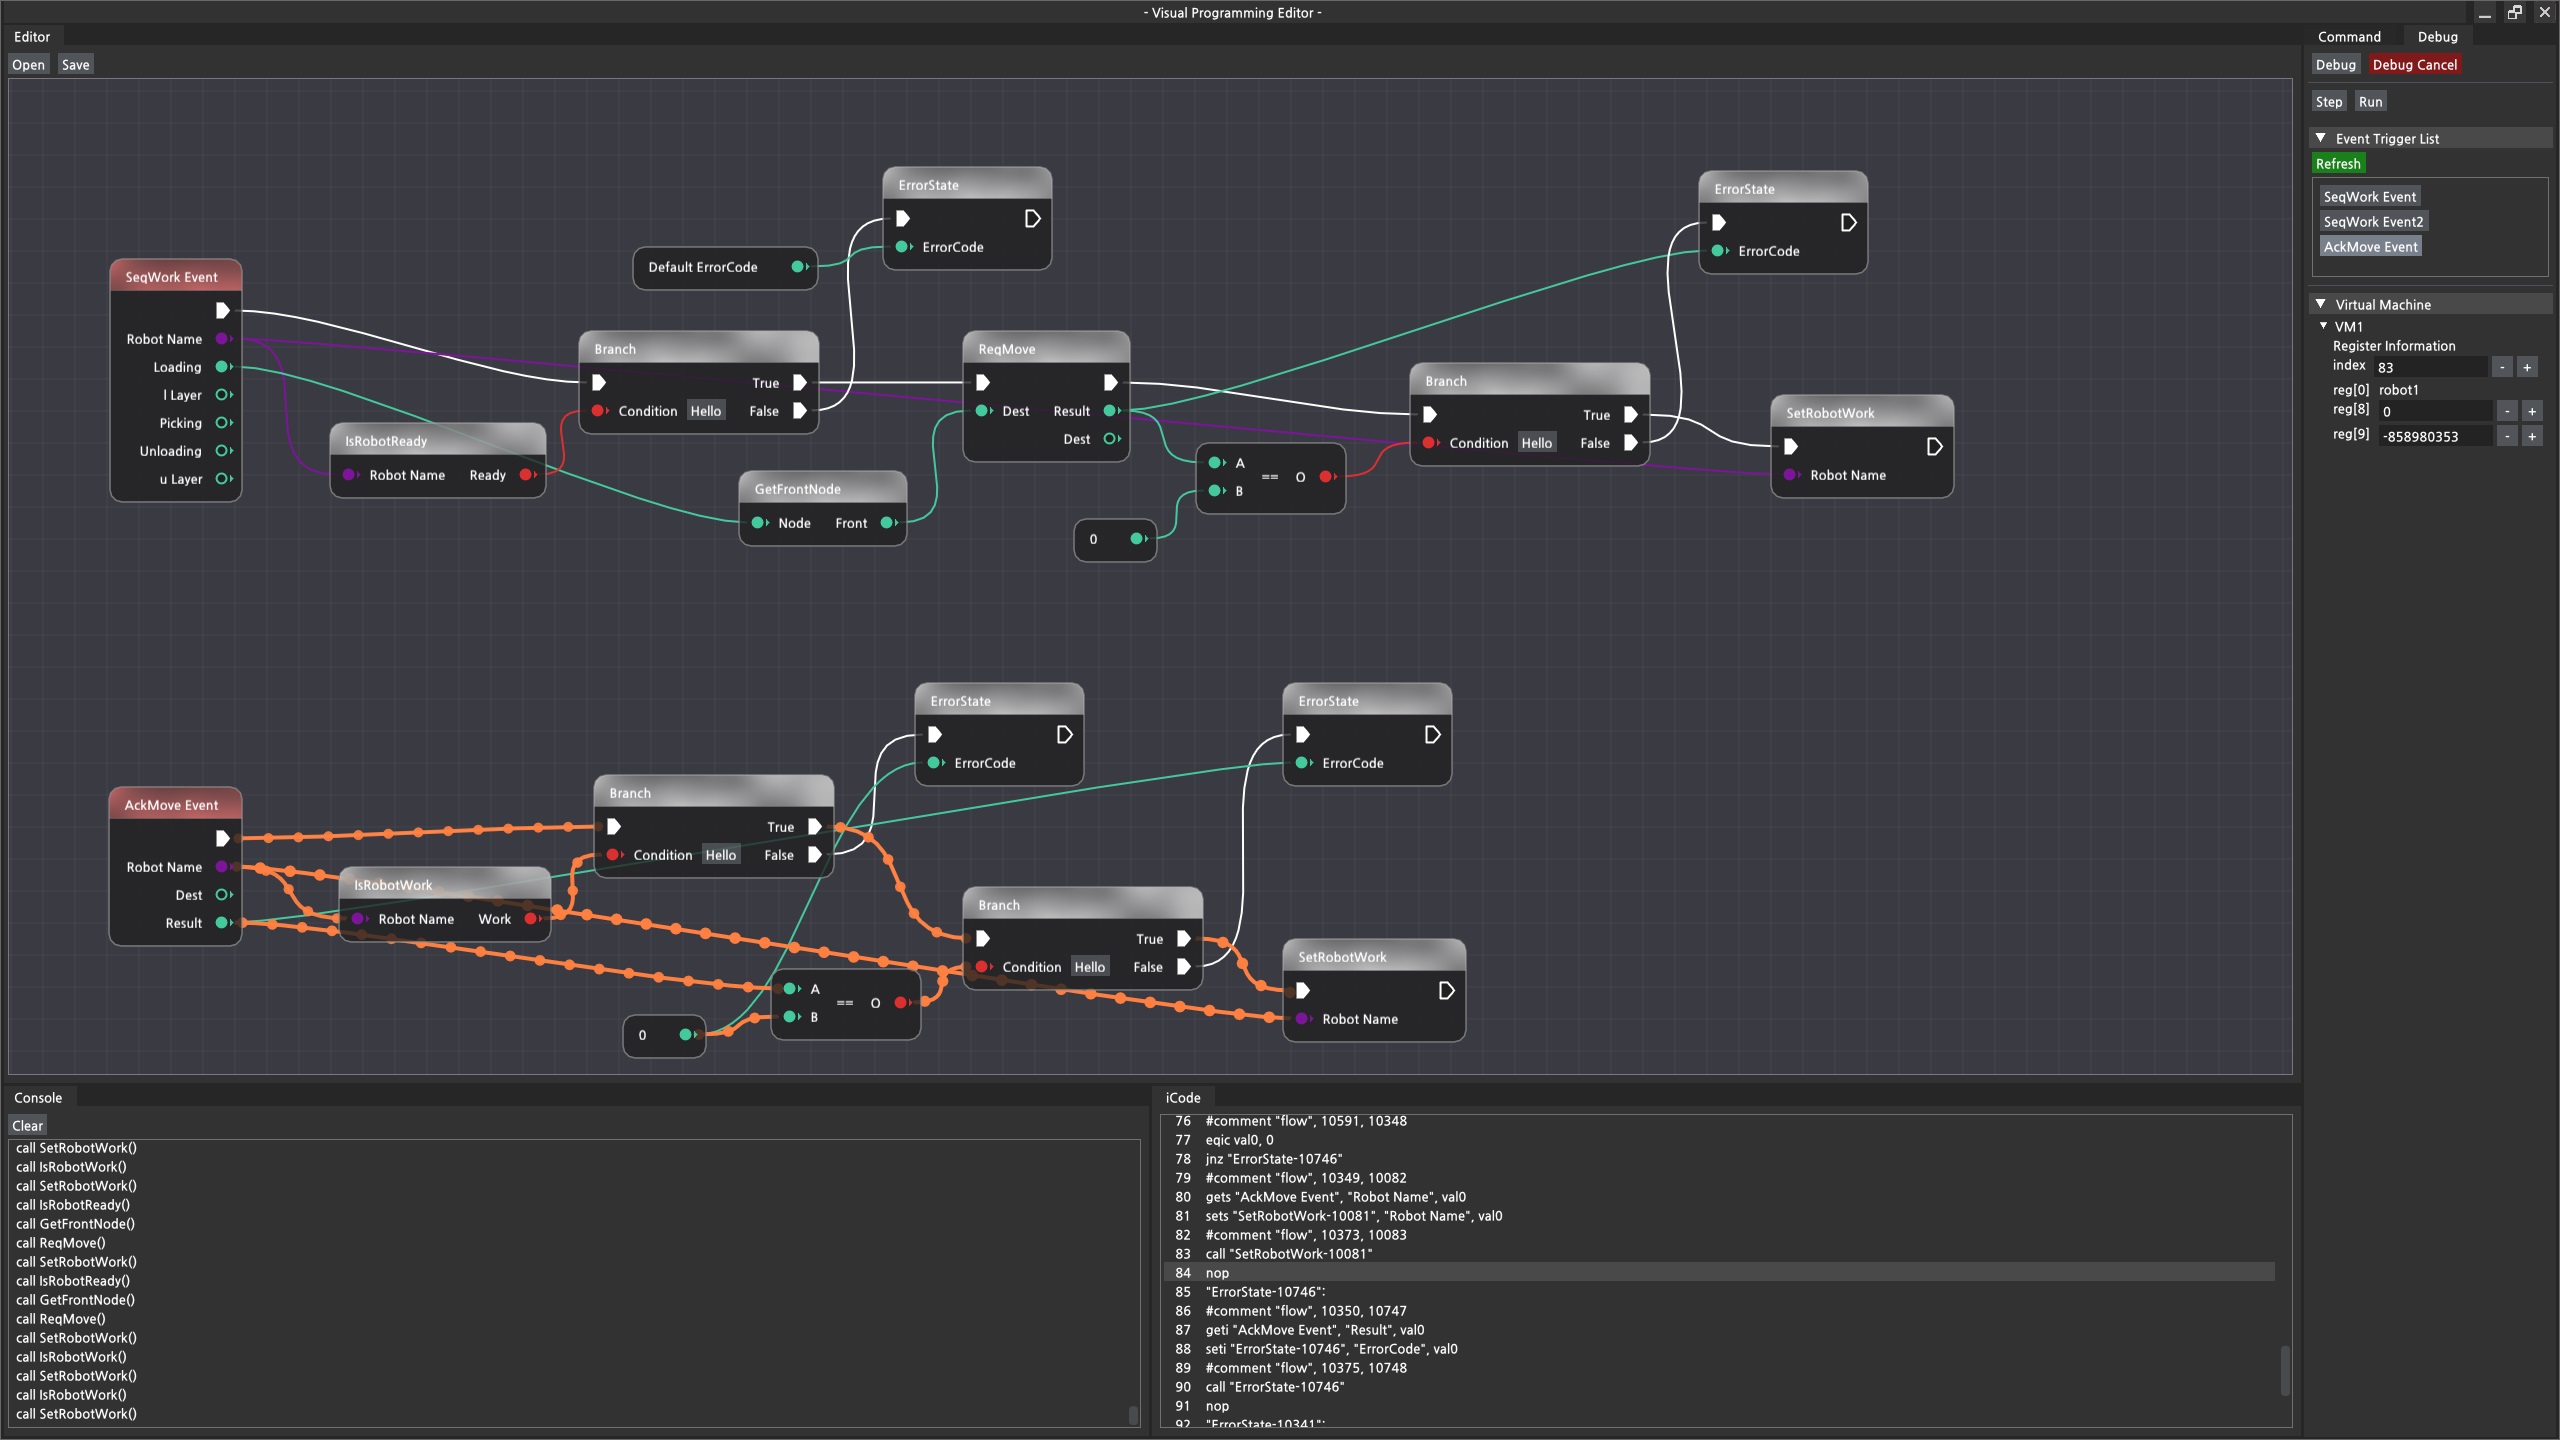 - Visual Programming Editor -
Editor
Open Save
SeqWork Event
Robot Name
Loading
l Layer
Picking
Unloading
u Layer
IsRobotReady
Robot Name Ready
Default ErrorCode
ErrorState
ErrorCode
Branch
True
Condition Hello False
GetFrontNode
Node Front
ReqMove
Dest Result
Dest
0
A
== O
B
Branch
True
Condition Hello False
ErrorState
ErrorCode
SetRobotWork
Robot Name
AckMove Event
Robot Name
Dest
Result
IsRobotWork
Robot Name Work
Branch
True
Condition Hello False
ErrorState
ErrorCode
0
A
== O
B
Branch
True
Condition Hello False
ErrorState
ErrorCode
SetRobotWork
Robot Name
Command Debug
Debug Debug Cancel
Step Run
Event Trigger List
Refresh
SeqWork Event
SeqWork Event2
AckMove Event
Virtual Machine
VM1
Register Information
index 83 - +
reg[0] robot1
reg[8] 0 - +
reg[9] -858980353 - +
Console
Clear
call SetRobotWork()
call IsRobotWork()
call SetRobotWork()
call IsRobotReady()
call GetFrontNode()
call ReqMove()
call SetRobotWork()
call IsRobotReady()
call GetFrontNode()
call ReqMove()
call SetRobotWork()
call IsRobotWork()
call SetRobotWork()
call IsRobotWork()
call SetRobotWork()
iCode
76 #comment "flow", 10591, 10348
77 eqic val0, 0
78 jnz "ErrorState-10746"
79 #comment "flow", 10349, 10082
80 gets "AckMove Event", "Robot Name", val0
81 sets "SetRobotWork-10081", "Robot Name", val0
82 #comment "flow", 10373, 10083
83 call "SetRobotWork-10081"
84 nop
85 "ErrorState-10746":
86 #comment "flow", 10350, 10747
87 geti "AckMove Event", "Result", val0
88 seti "ErrorState-10746", "ErrorCode", val0
89 #comment "flow", 10375, 10748
90 call "ErrorState-10746"
91 nop
92 "ErrorState-10341":